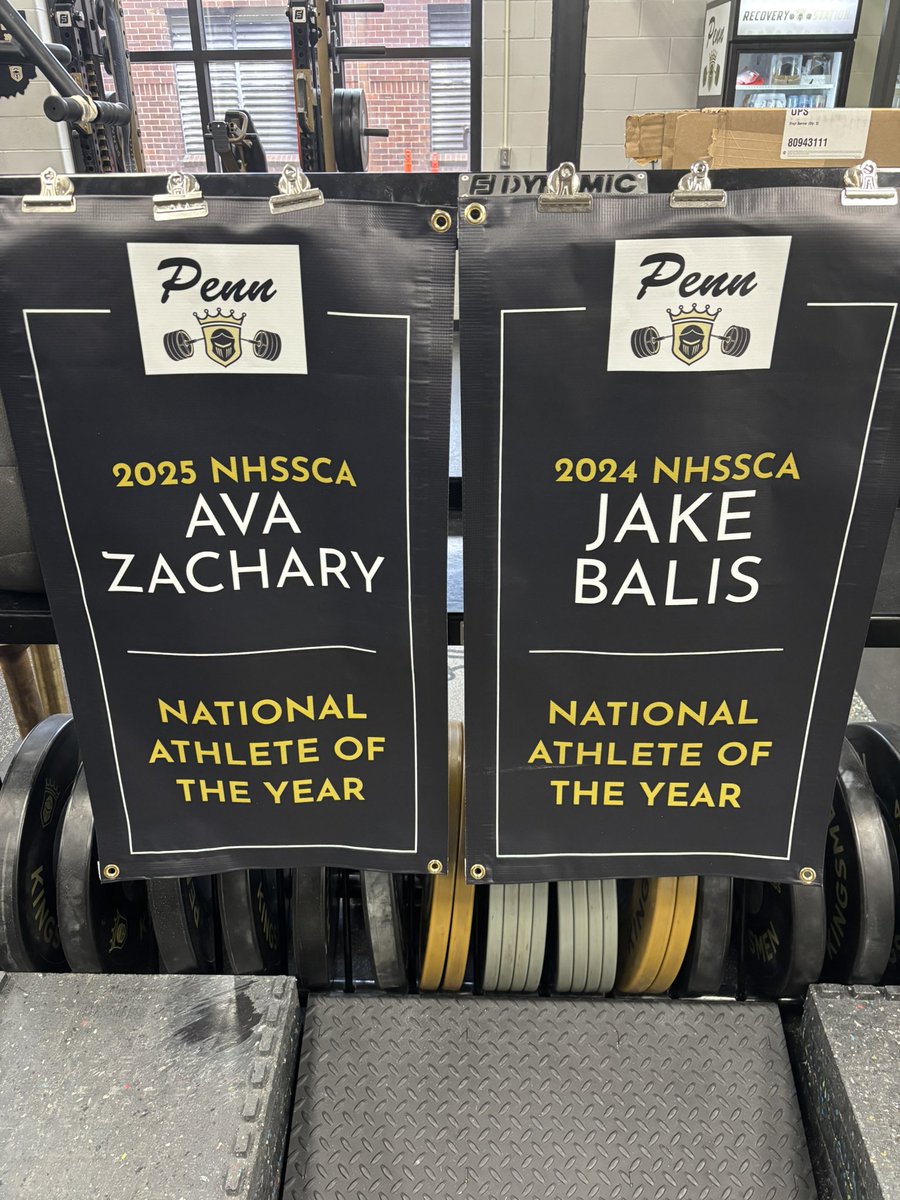 RECOVERY STATION
UPS
80943111
DYNAMIC
Penn
2025 NHSSCA
AVA
ZACHARY
NATIONAL
ATHLETE OF
THE YEAR
Penn
2024 NHSSCA
JAKE
BALIS
NATIONAL
ATHLETE OF
THE YEAR
KINGS